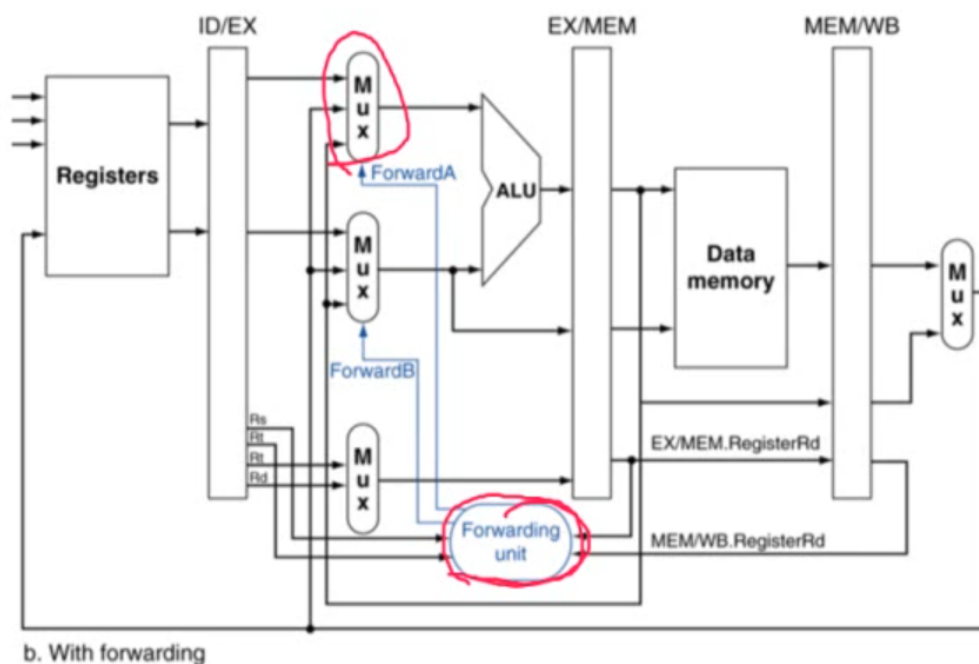 ID/EX
EX/MEM
MEM/WB
Registers
M
u
x
ForwardA
ALU
M
u
x
ForwardB
Data
memory
M
u
x
Rs
Rt
Rt
Rd
M
u
x
EX/MEM.RegisterRd
Forwarding
unit
MEM/WB.RegisterRd
b. With forwarding